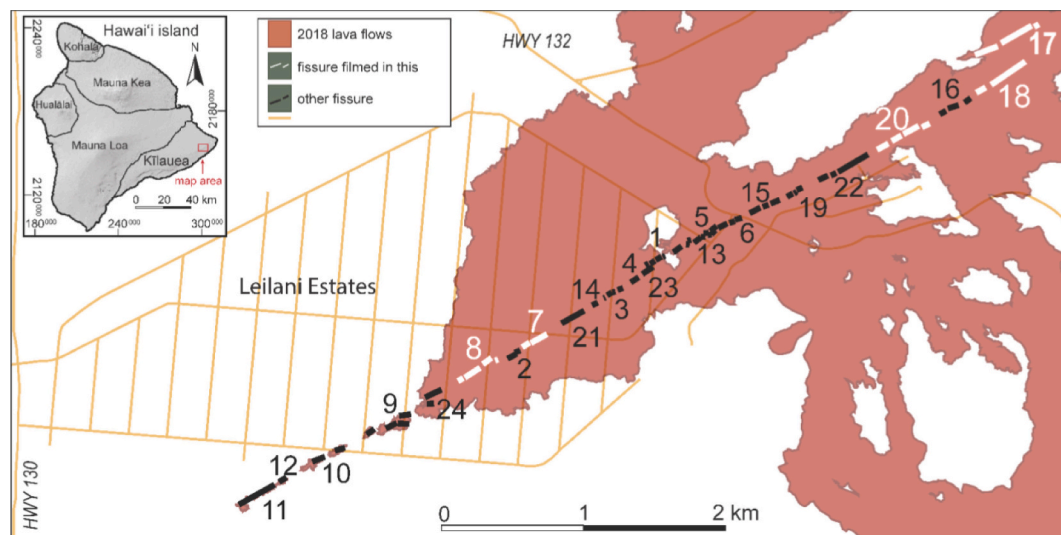 Hawai'i island
N
Kohala
Mauna Kea
Hualālai
Mauna Loa
Kīlauea
map area
0 20 40 km
2240000
2180000
2120000
180000 240000 300000
2018 lava flows
fissure filmed in this
other fissure
HWY 132
HWY 130
Leilani Estates
17
18
16
20
22
19
15
6
5
13
1
4
23
14
3
21
7
2
8
24
9
10
12
11
0 1 2 km